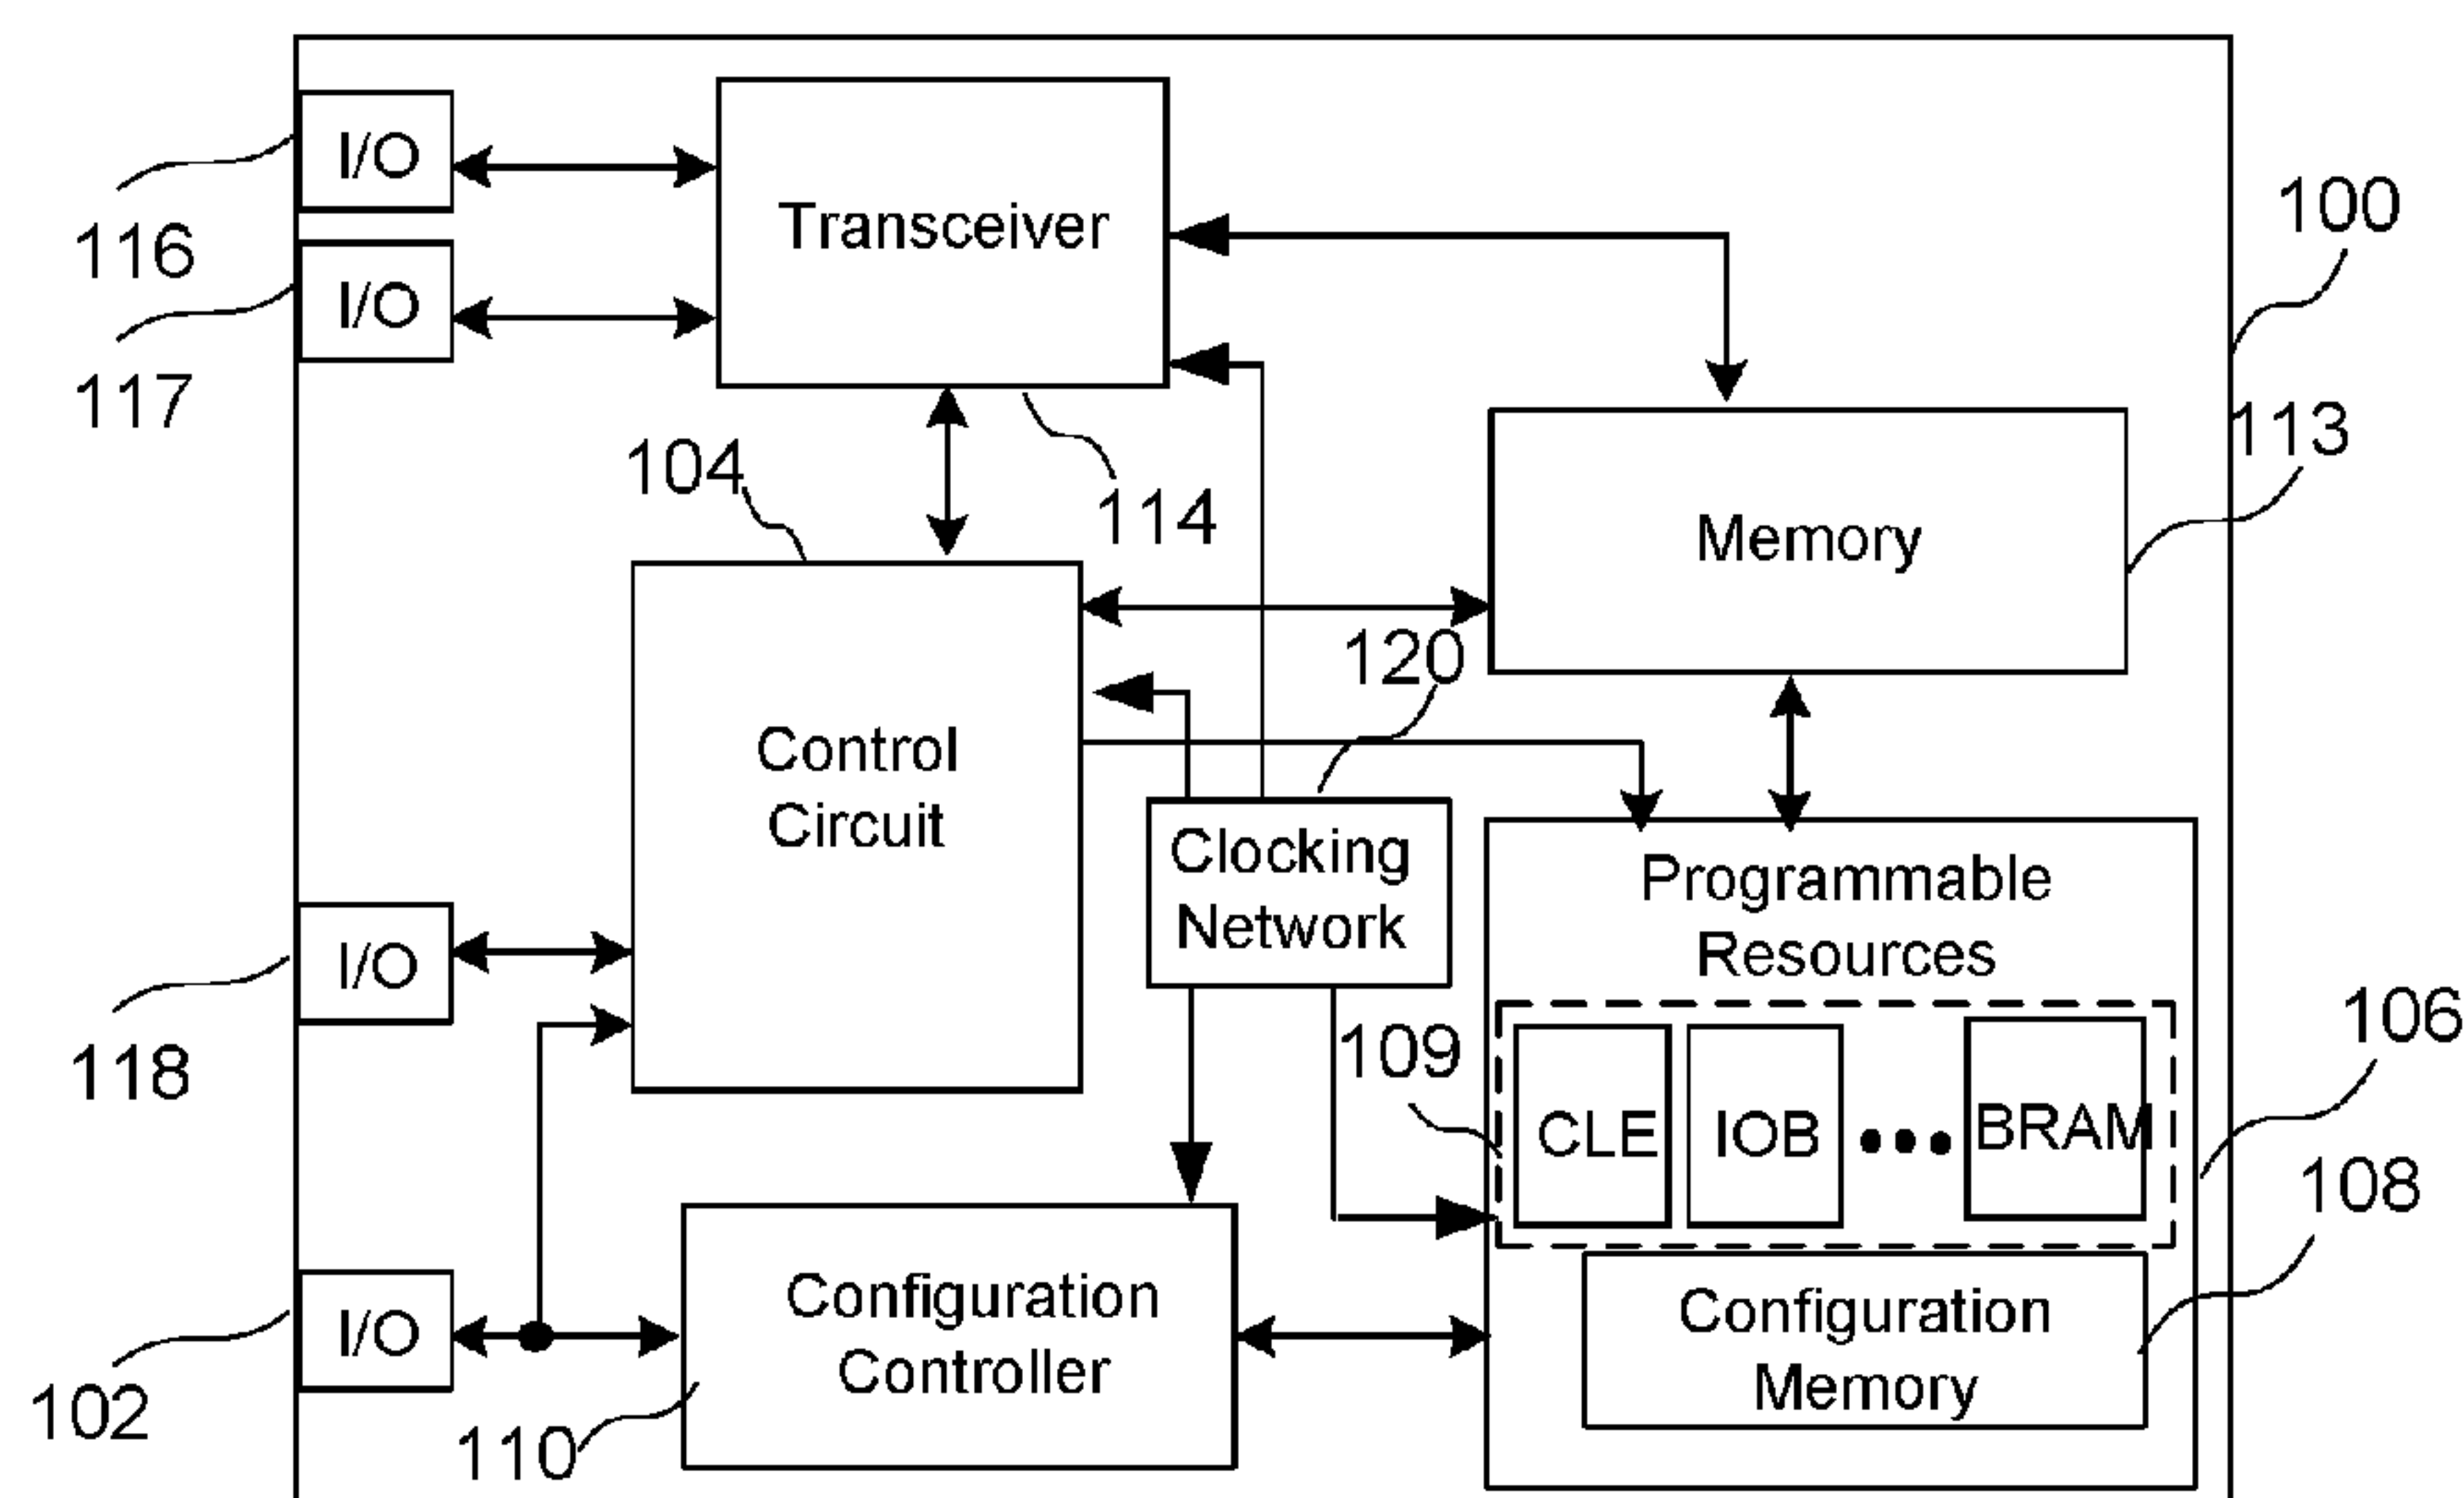 I/O
116
Transceiver
100
I/O
117
113
104
114
Memory
120
Control
Circuit
Clocking
Network
Programmable
Resources
I/O
118
109
106
CLE
IOB
BRAM
108
I/O
102
Configuration
Controller
Configuration
Memory
110